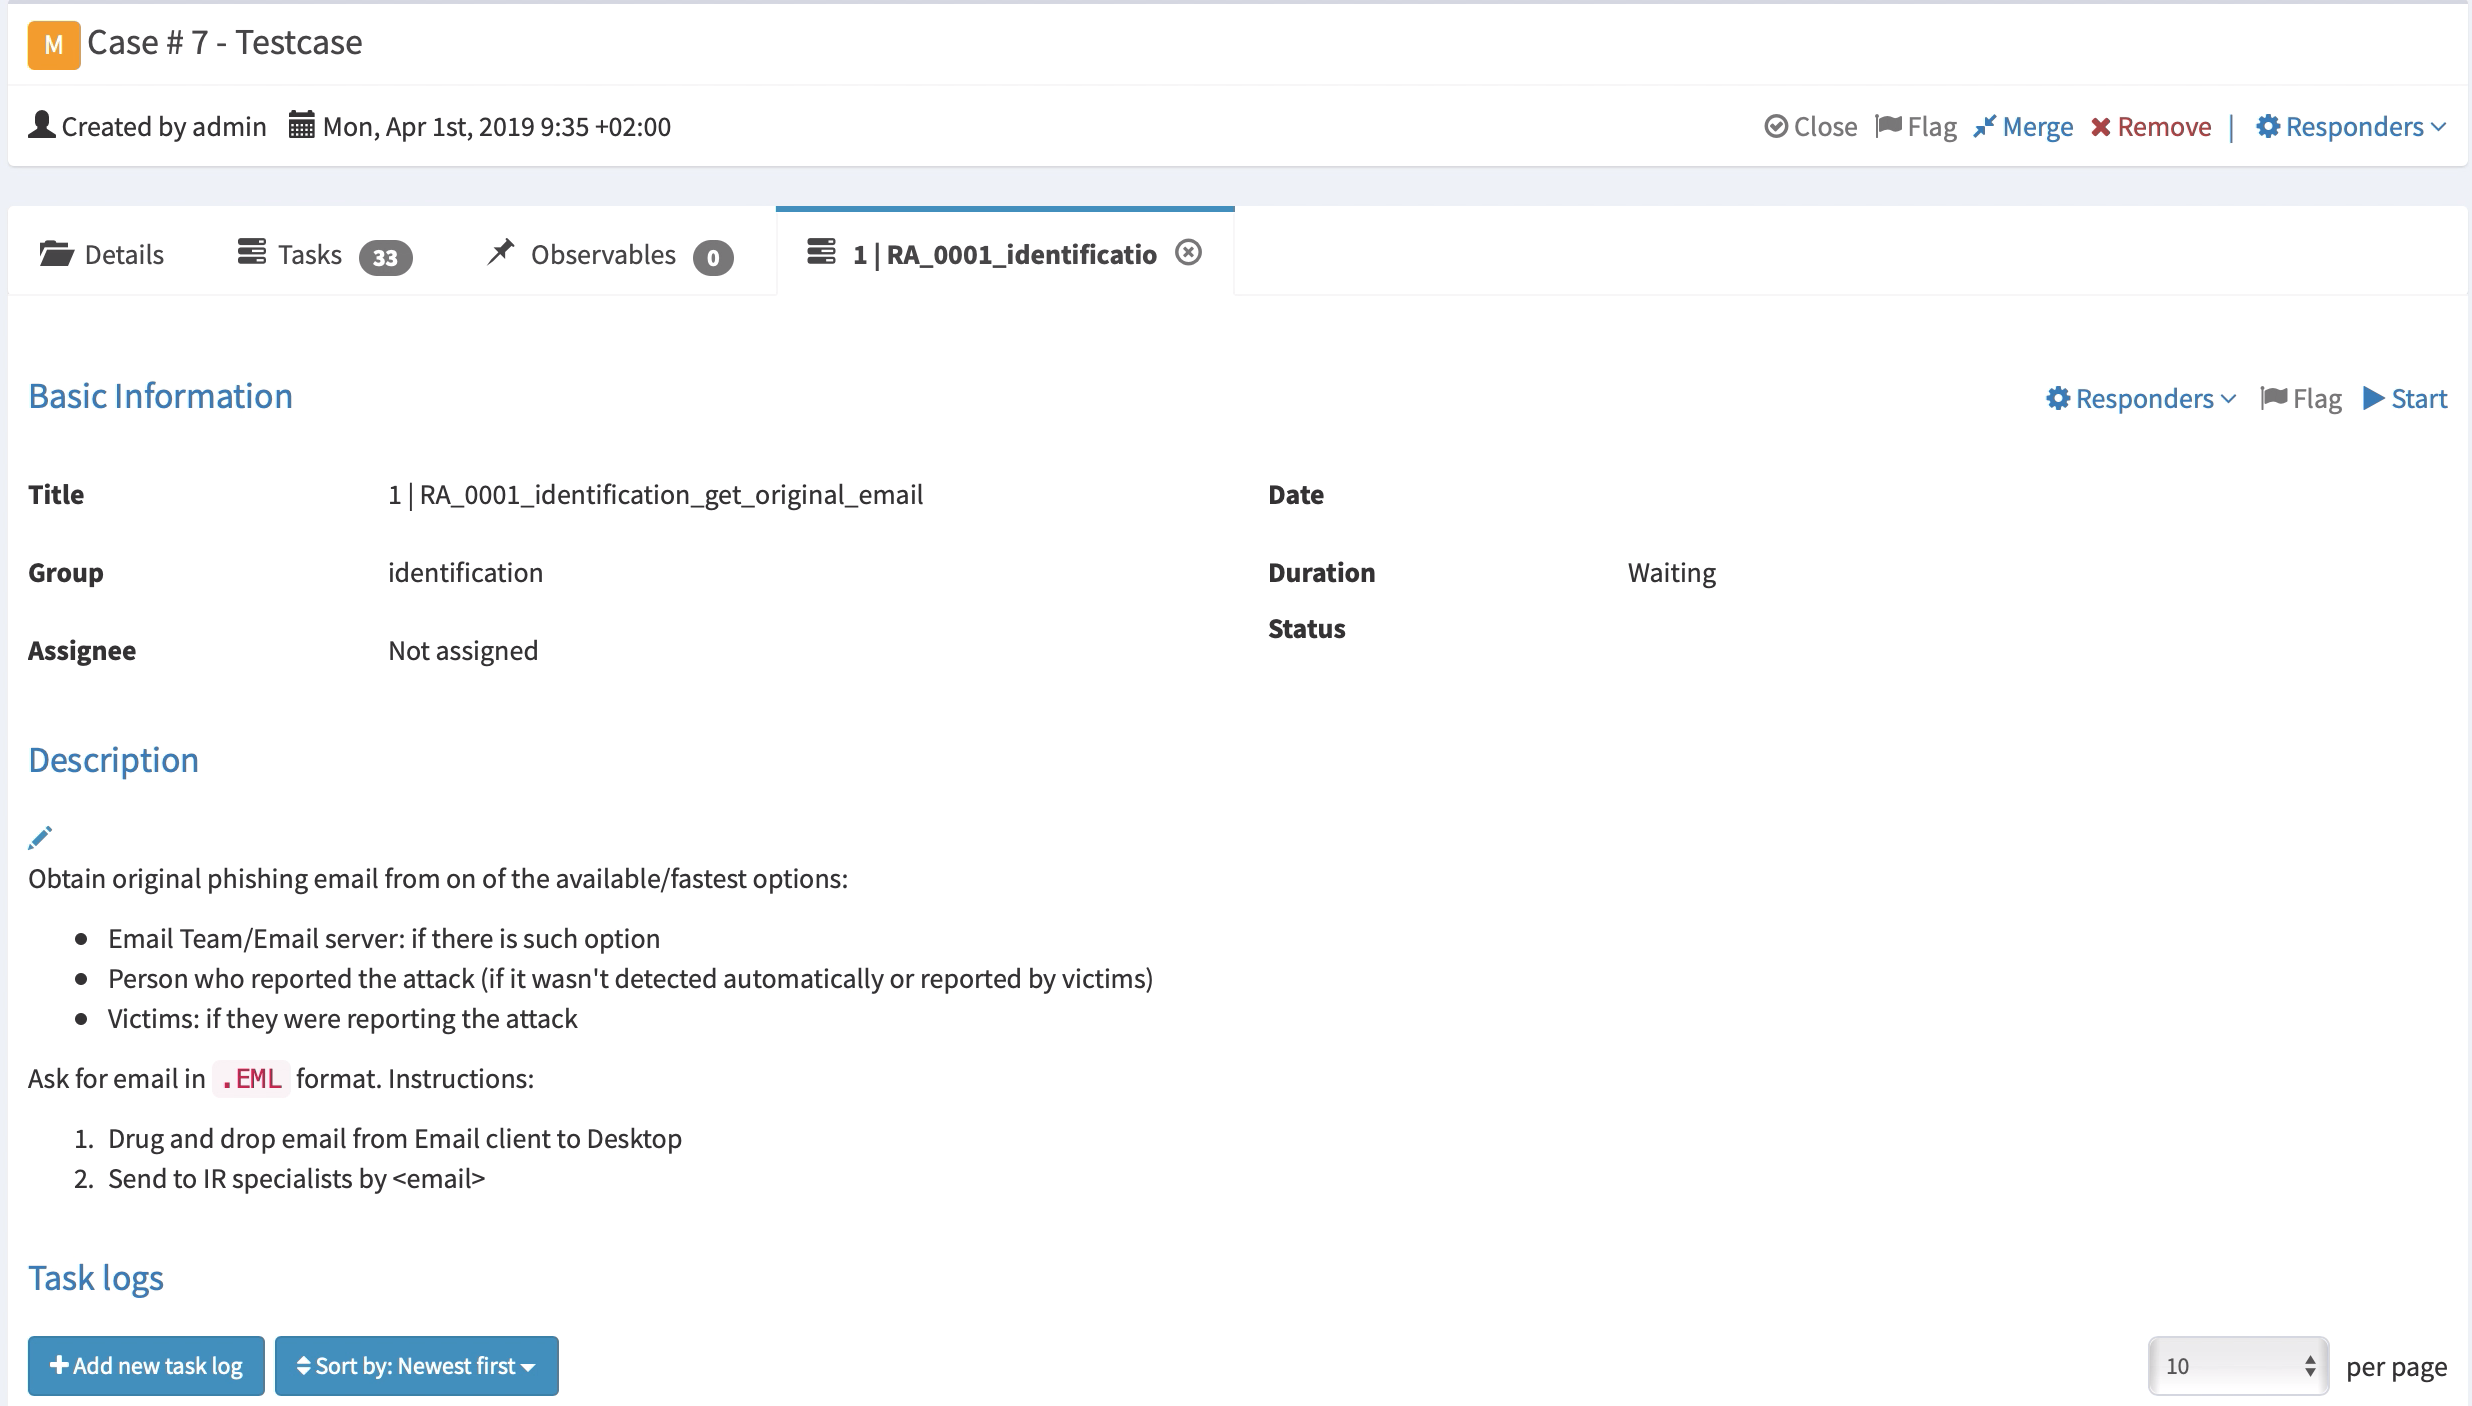 M Case # 7 - Testcase
Created by admin Mon, Apr 1st, 2019 9:35 +02:00 Close Flag Merge Remove | Responders
Details Tasks 33 Observables 0 1 | RA_0001_identificatio
Basic Information Responders Flag Start
Title 1 | RA_0001_identification_get_original_email Date
Group identification Duration Waiting
Status
Assignee Not assigned
Description
Obtain original phishing email from on of the available/fastest options:
● Email Team/Email server: if there is such option
● Person who reported the attack (if it wasn't detected automatically or reported by victims)
● Victims: if they were reporting the attack
Ask for email in .EML format. Instructions:
1. Drug and drop email from Email client to Desktop
2. Send to IR specialists by <email>
Task logs
Add new task log Sort by: Newest first 10 per page